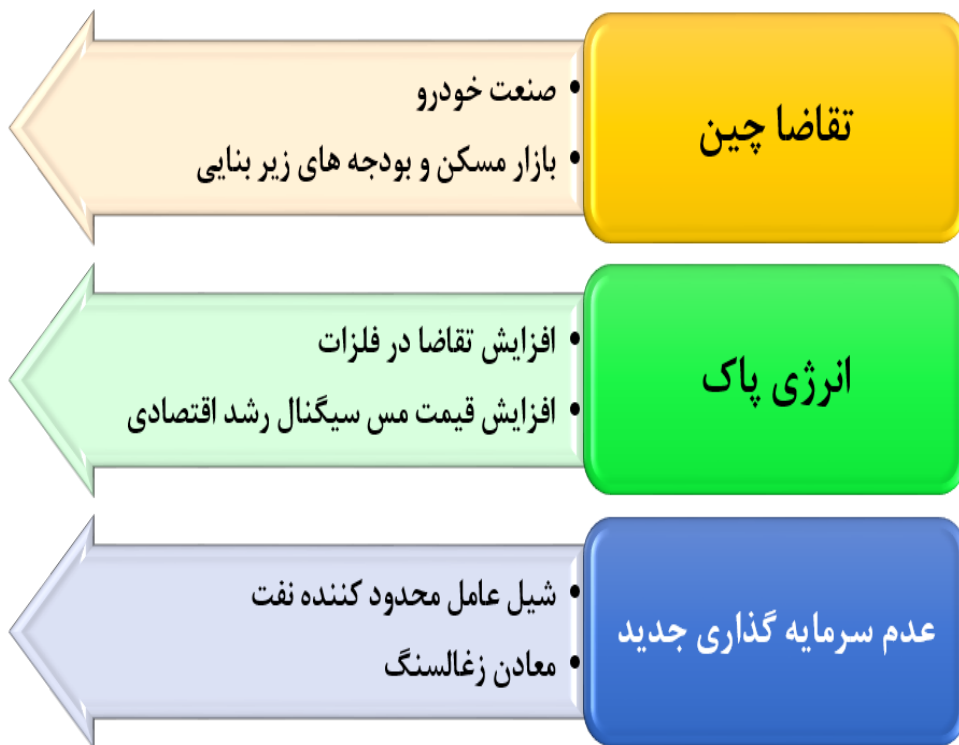 تقاضا چین
• صنعت خودرو
• بازار مسکن و بودجه های زیر بنایی
انرژی پاک
• افزایش تقاضا در فلزات
• افزایش قیمت مس سیگنال رشد اقتصادی
عدم سرمایه گذاری جدید
• شیل عامل محدود کننده نفت
• معادن زغالسنگ